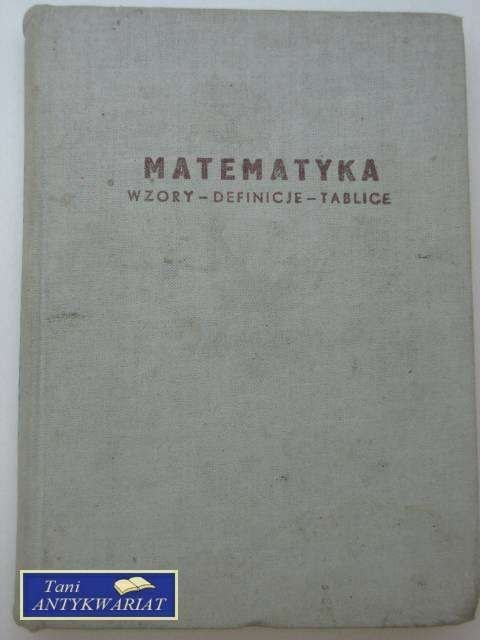 MATEMATYKA
WZORY - DEFINICJE - TABLICE
Tani
ANTYKWARIAT